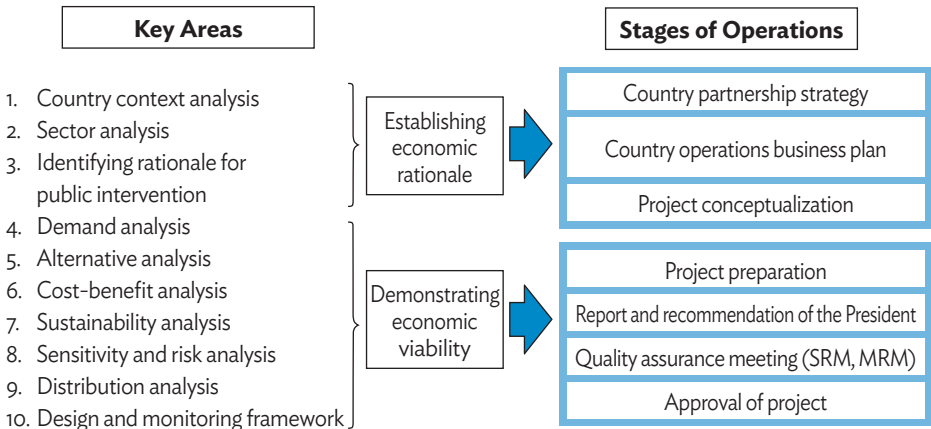 Key Areas
1. Country context analysis
2. Sector analysis
3. Identifying rationale for
public intervention
4. Demand analysis
5. Alternative analysis
6. Cost-benefit analysis
7. Sustainability analysis
8. Sensitivity and risk analysis
9. Distribution analysis
10. Design and monitoring framework
Establishing
economic
rationale
Demonstrating
economic
viability
Stages of Operations
Country partnership strategy
Country operations business plan
Project conceptualization
Project preparation
Report and recommendation of the President
Quality assurance meeting (SRM, MRM)
Approval of project